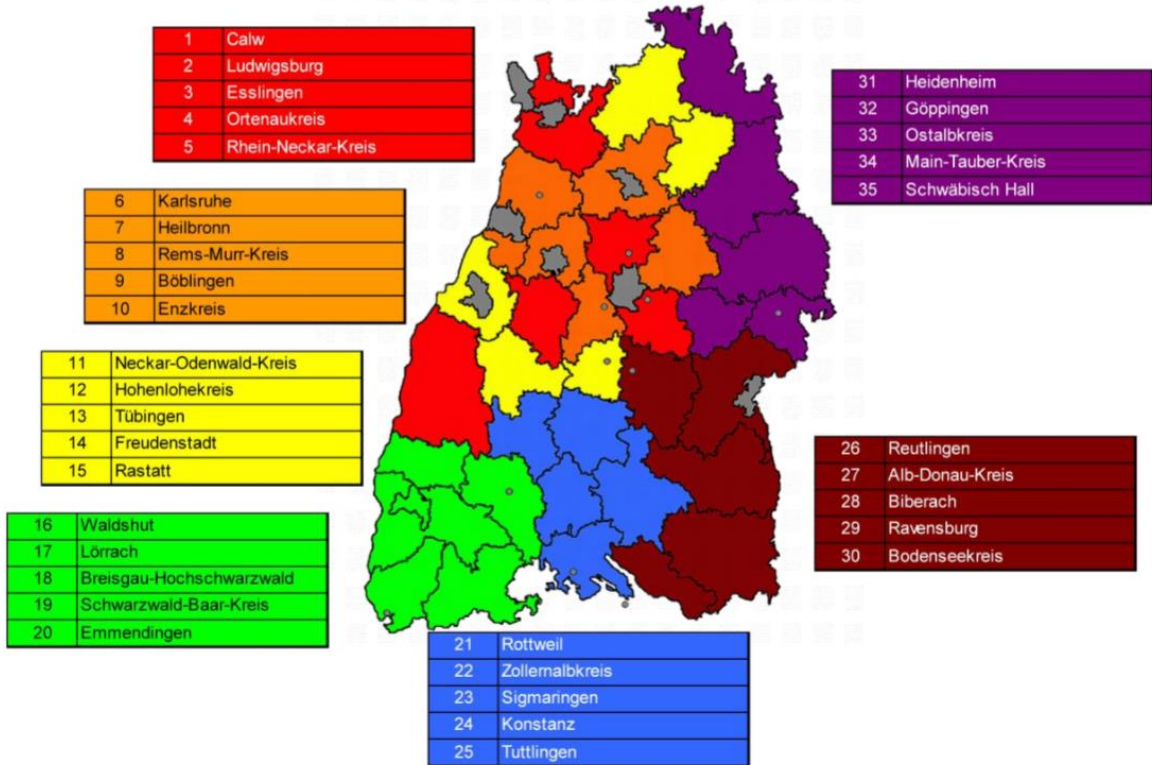 1 Calw
2 Ludwigsburg
3 Esslingen
4 Ortenaukreis
5 Rhein-Neckar-Kreis
6 Karlsruhe
7 Heilbronn
8 Rems-Murr-Kreis
9 Böblingen
10 Enzkreis
11 Neckar-Odenwald-Kreis
12 Hohenlohekreis
13 Tübingen
14 Freudenstadt
15 Rastatt
16 Waldshut
17 Lörrach
18 Breisgau-Hochschwarzwald
19 Schwarzwald-Baar-Kreis
20 Emmendingen
21 Rottweil
22 Zollernalbkreis
23 Sigmaringen
24 Konstanz
25 Tuttlingen
26 Reutlingen
27 Alb-Donau-Kreis
28 Biberach
29 Ravensburg
30 Bodenseekreis
31 Heidenheim
32 Göppingen
33 Ostalbkreis
34 Main-Tauber-Kreis
35 Schwäbisch Hall